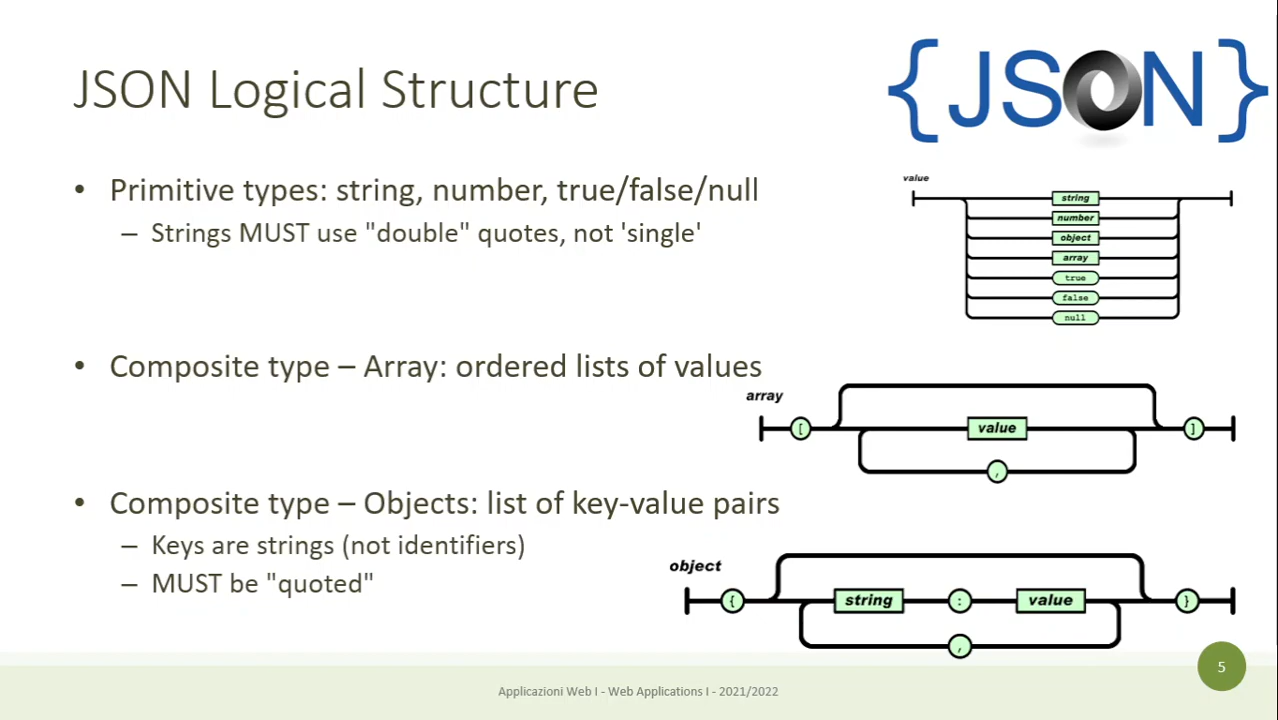 {JSON}
JSON Logical Structure
• Primitive types: string, number, true/false/null
– Strings MUST use "double" quotes, not 'single'
value
string
number
object
array
true
false
null
• Composite type – Array: ordered lists of values
array
[
value
]
,
• Composite type – Objects: list of key-value pairs
– Keys are strings (not identifiers)
– MUST be "quoted"
object
{
string
:
value
}
,
5
Applicazioni Web I - Web Applications I - 2021/2022